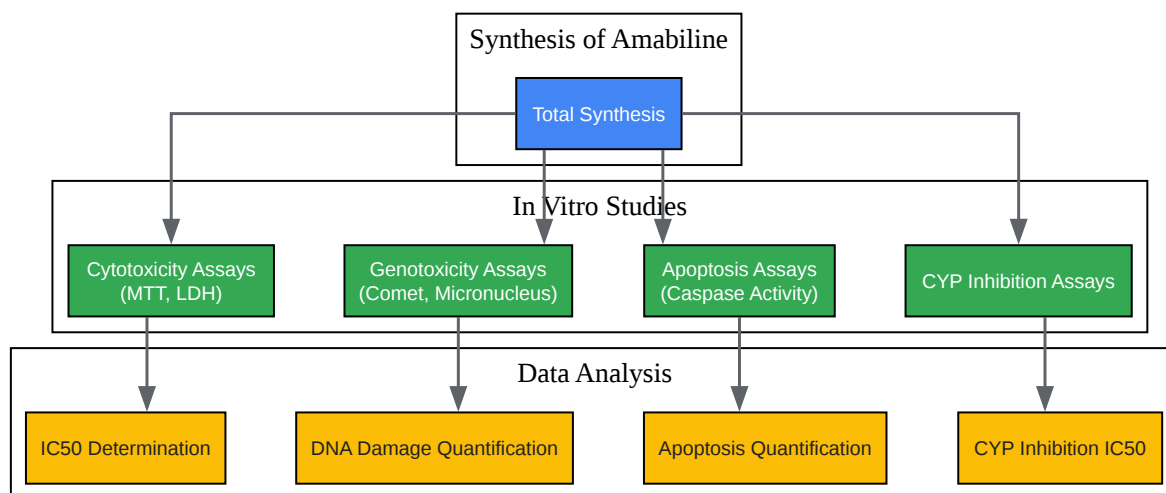 Synthesis of Amabiline
Total Synthesis
In Vitro Studies
Cytotoxicity Assays
(MTT, LDH)
Genotoxicity Assays
(Comet, Micronucleus)
Apoptosis Assays
(Caspase Activity)
CYP Inhibition Assays
Data Analysis
IC50 Determination
DNA Damage Quantification
Apoptosis Quantification
CYP Inhibition IC50